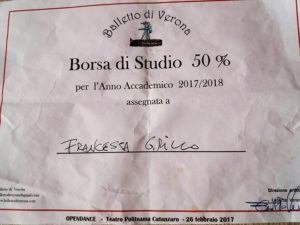 Balletto di Verona
Borsa di Studio 50 %
per l'Anno Accademico 2017/2018
assegnata a
FRANCESCA GRILLO
OPENDANCE - Teatro Politeama Catanzaro - 26 febbraio 2017